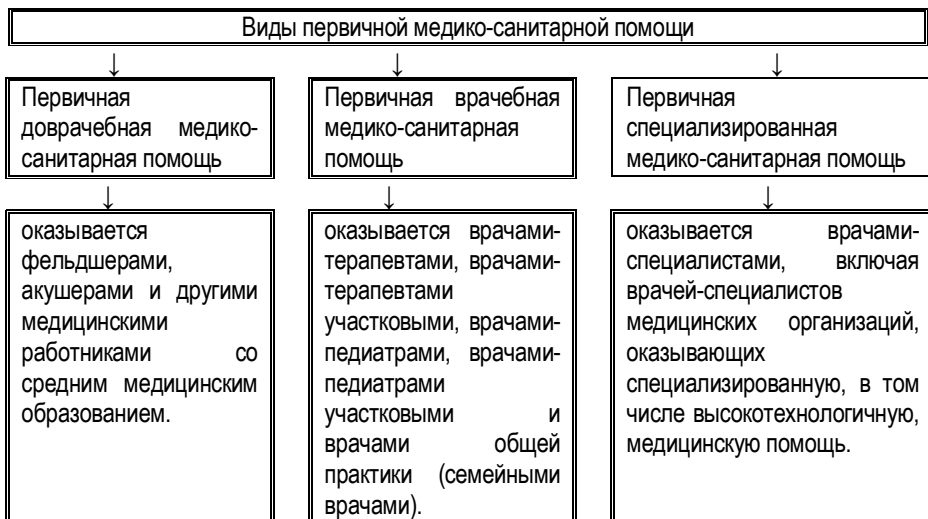 Виды первичной медико-санитарной помощи
↓ ↓ ↓
Первичная
доврачебная медико-
санитарная помощь
Первичная врачебная
медико-санитарная
помощь
Первичная
специализированная
медико-санитарная помощь
↓ ↓ ↓
оказывается
фельдшерами,
акушерами и другими
медицинскими
работниками со
средним медицинским
образованием.
оказывается врачами-
терапевтами, врачами-
терапевтами
участковыми, врачами-
педиатрами, врачами-
педиатрами
участковыми и
врачами общей
практики (семейными
врачами).
оказывается врачами-
специалистами, включая
врачей-специалистов
медицинских организаций,
оказывающих
специализированную, в том
числе высокотехнологичную,
медицинскую помощь.